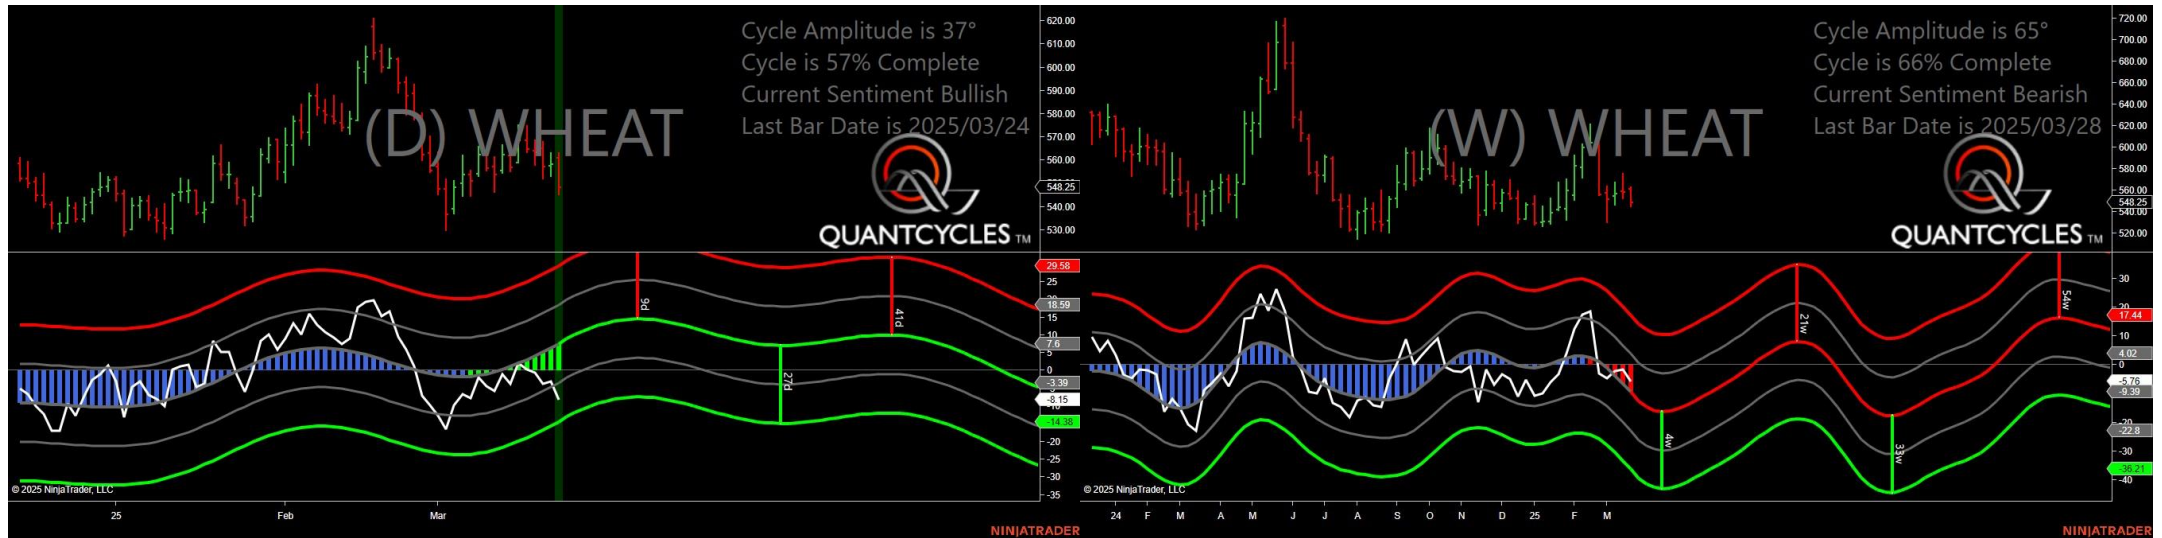 Cycle Amplitude is 37°
Cycle is 57% Complete
Current Sentiment Bullish
Last Bar Date is 2025/03/24
(D) WHEAT
QUANTCYCLES TM
620.00
610.00
600.00
590.00
580.00
570.00
560.00
548.25
540.00
530.00
29.58
25
18.59
15
10
7.6
5
0
-3.39
-8.15
-14.38
-20
-25
-30
-35
9d
27d
41d
© 2025 NinjaTrader, LLC
25 Feb Mar
NINJATRADER
Cycle Amplitude is 65°
Cycle is 66% Complete
Current Sentiment Bearish
Last Bar Date is 2025/03/28
(W) WHEAT
QUANTCYCLES TM
720.00
700.00
680.00
660.00
640.00
620.00
600.00
580.00
560.00
548.25
540.00
520.00
30
20
17.44
10
4.02
0
-5.76
-9.39
-22.8
-30
-36.21
-40
4w
21w
33w
54w
© 2025 NinjaTrader, LLC
24 F M A M J J A S O N D 25 F M
NINJATRADER